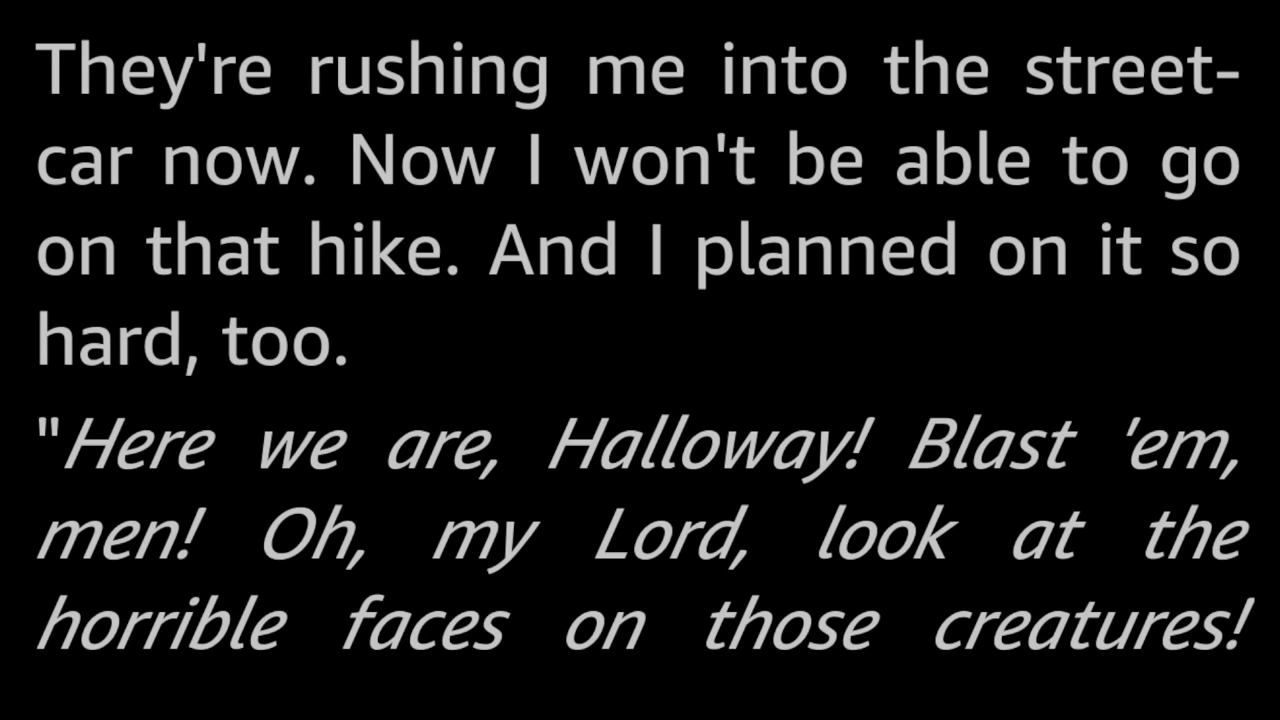 They're rushing me into the street-
car now. Now I won't be able to go
on that hike. And I planned on it so
hard, too.
"Here we are, Halloway! Blast 'em,
men! Oh, my Lord, look at the
horrible faces on those creatures!